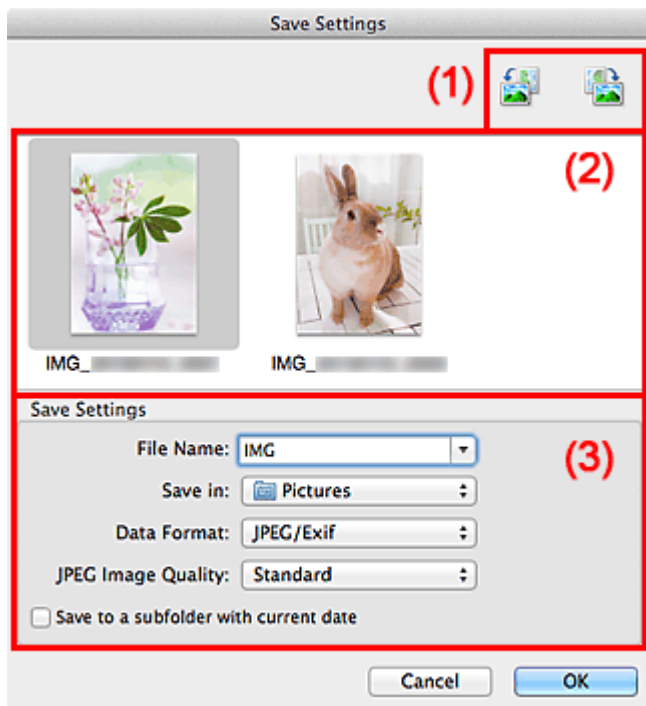 Save Settings
(1)
(2)
IMG_
IMG_
Save Settings
(3)
File Name: IMG
Save in: Pictures
Data Format: JPEG/Exif
JPEG Image Quality: Standard
Save to a subfolder with current date
Cancel OK